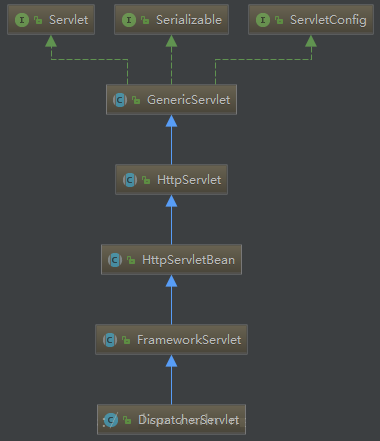 Servlet Serializable ServletConfig
GenericServlet
HttpServlet
HttpServletBean
FrameworkServlet
DispatcherServlet